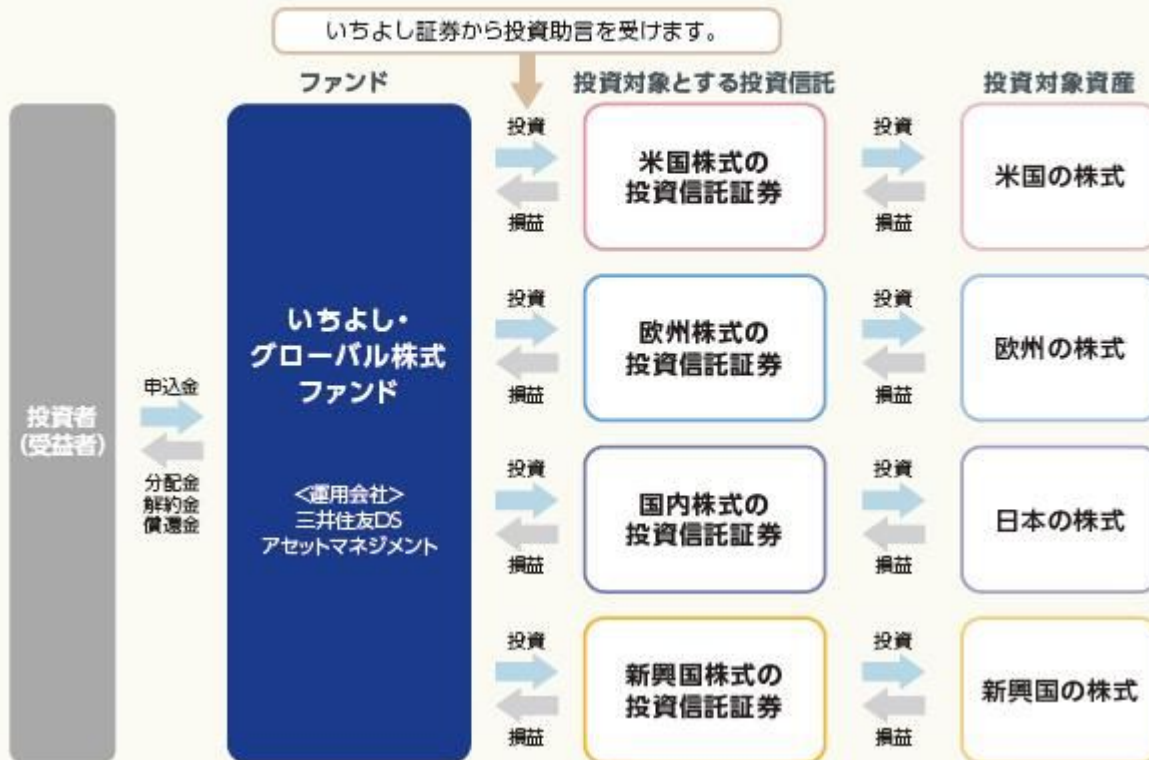 いちよし証券から投資助言を受けます。
ファンド
投資対象とする投資信託
投資対象資産
投資者
(受益者)
申込金
分配金
解約金
償還金
いちよし・
グローバル株式
ファンド
<運用会社>
三井住友DS
アセットマネジメント
投資
損益
米国株式の
投資信託証券
投資
損益
米国の株式
投資
損益
欧州株式の
投資信託証券
投資
損益
欧州の株式
投資
損益
国内株式の
投資信託証券
投資
損益
日本の株式
投資
損益
新興国株式の
投資信託証券
投資
損益
新興国の株式